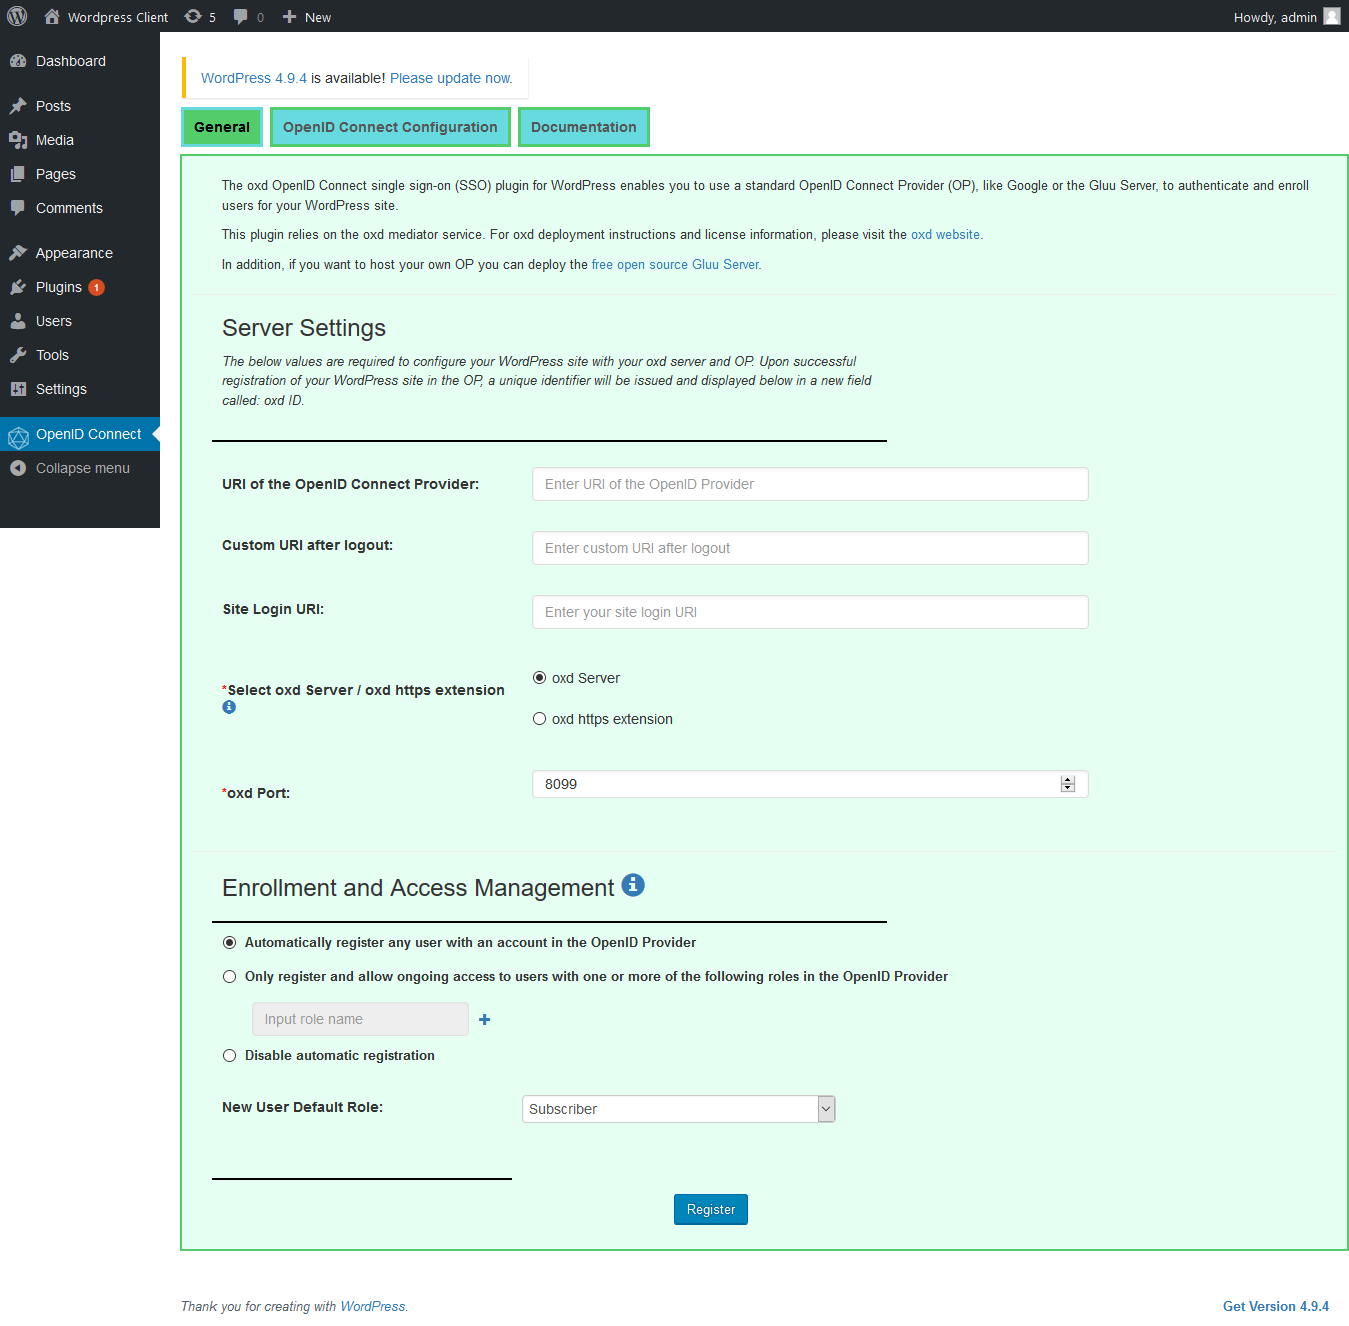 Wordpress Client 5 0 New Howdy, admin
Dashboard
Posts
Media
Pages
Comments
Appearance
Plugins 1
Users
Tools
Settings
OpenID Connect
Collapse menu
WordPress 4.9.4 is available! Please update now.
General OpenID Connect Configuration Documentation
The oxd OpenID Connect single sign-on (SSO) plugin for WordPress enables you to use a standard OpenID Connect Provider (OP), like Google or the Gluu Server, to authenticate and enroll
users for your WordPress site.
This plugin relies on the oxd mediator service. For oxd deployment instructions and license information, please visit the oxd website.
In addition, if you want to host your own OP you can deploy the free open source Gluu Server.
Server Settings
The below values are required to configure your WordPress site with your oxd server and OP. Upon successful
registration of your WordPress site in the OP, a unique identifier will be issued and displayed below in a new field
called: oxd ID.
URI of the OpenID Connect Provider: Enter URI of the OpenID Provider
Custom URI after logout: Enter custom URI after logout
Site Login URI: Enter your site login URI
*Select oxd Server / oxd https extension
oxd Server
oxd https extension
*oxd Port: 8099
Enrollment and Access Management
Automatically register any user with an account in the OpenID Provider
Only register and allow ongoing access to users with one or more of the following roles in the OpenID Provider
Input role name
Disable automatic registration
New User Default Role: Subscriber
Register
Thank you for creating with WordPress. Get Version 4.9.4